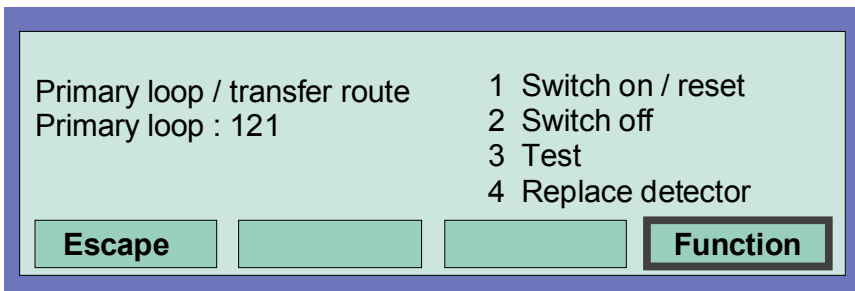 Primary loop / transfer route
Primary loop : 121
1 Switch on / reset
2 Switch off
3 Test
4 Replace detector
Escape
Function